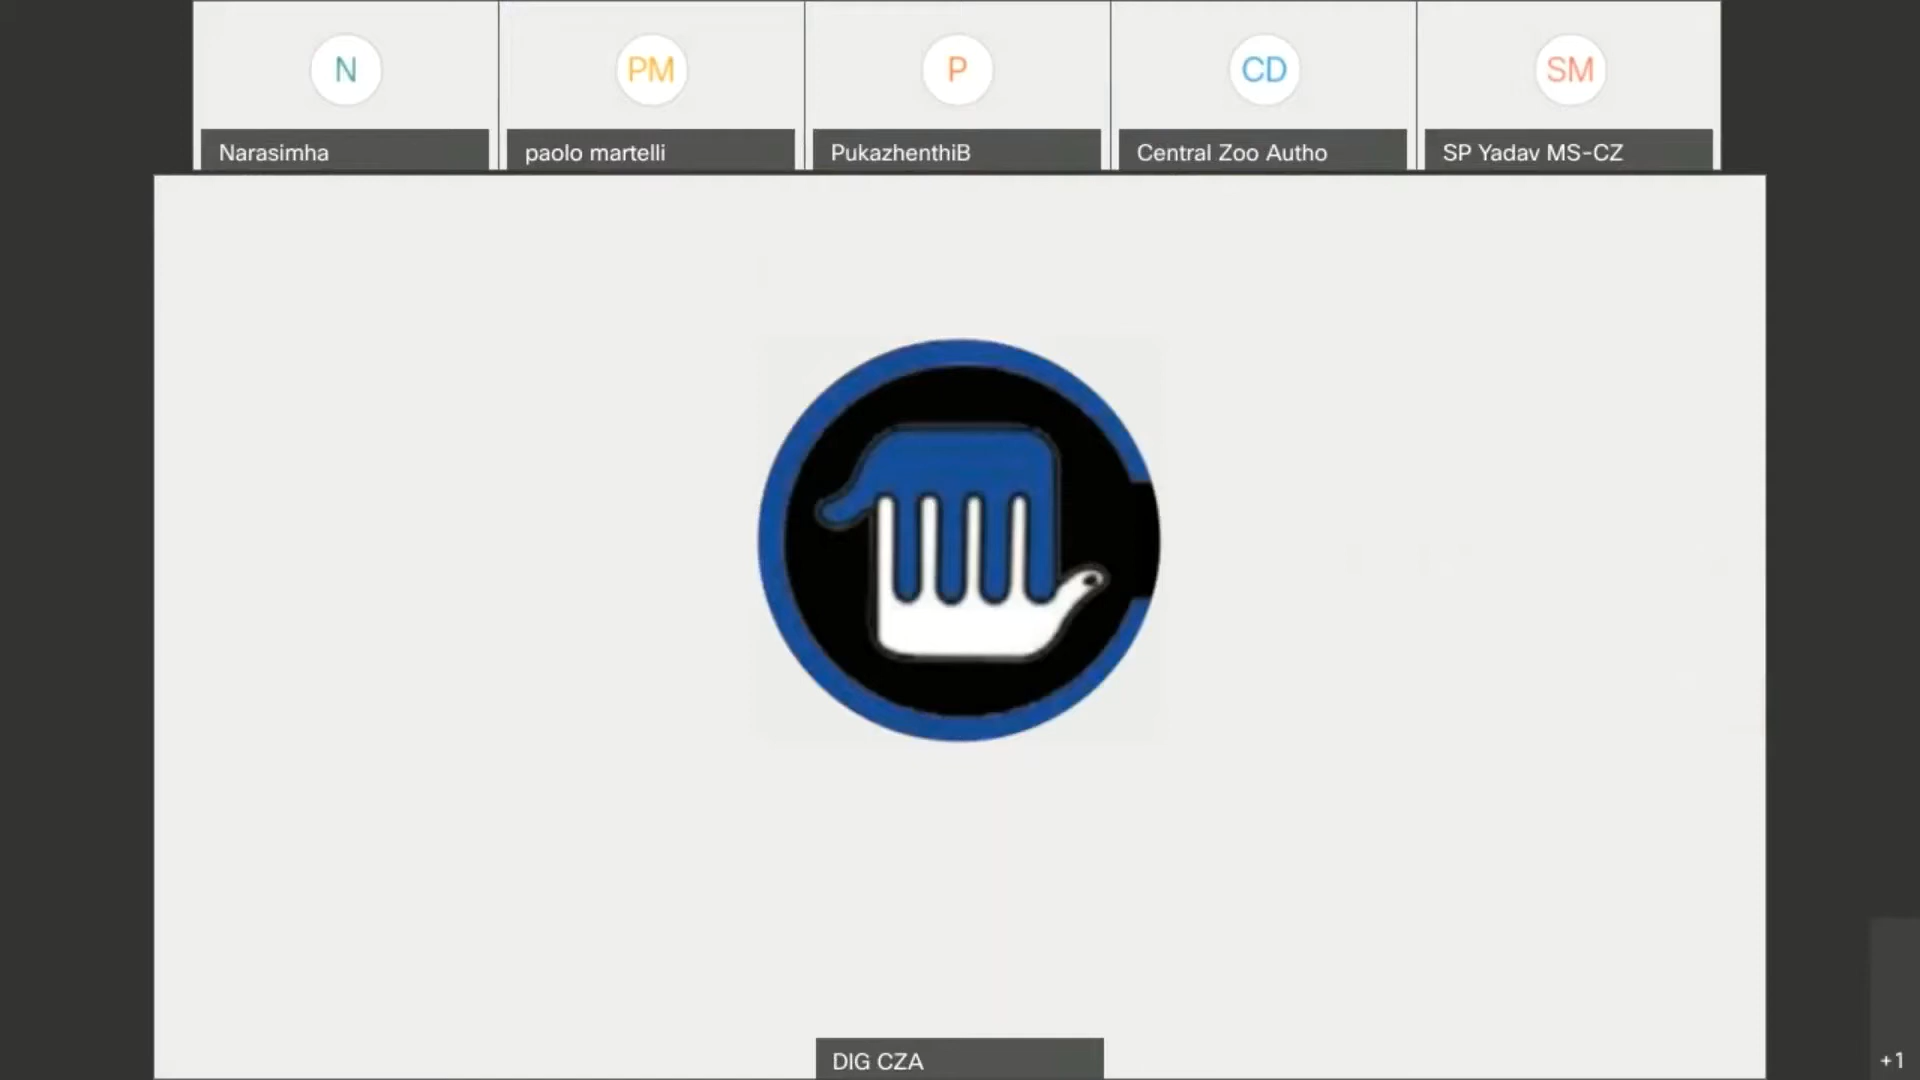 N
PM
P
CD
SM
Narasimha
paolo martelli
PukazhenthiB
Central Zoo Autho
SP Yadav MS-CZ
DIG CZA
+1